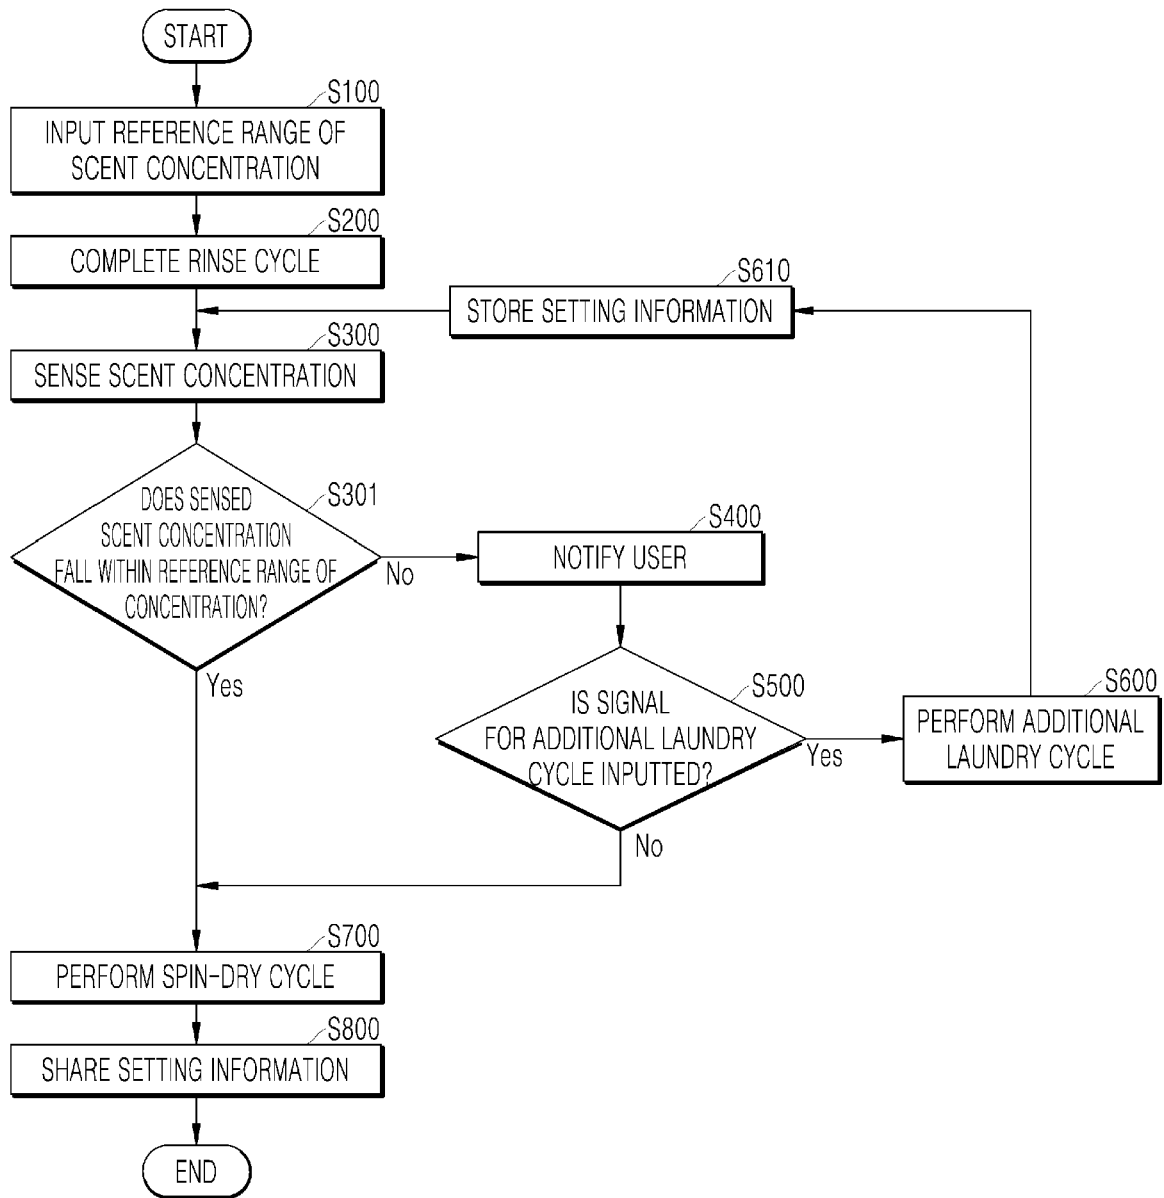 START
S100
INPUT REFERENCE RANGE OF
SCENT CONCENTRATION
S200
COMPLETE RINSE CYCLE
S610
STORE SETTING INFORMATION
S300
SENSE SCENT CONCENTRATION
S301
DOES SENSED
SCENT CONCENTRATION
FALL WITHIN REFERENCE RANGE OF
CONCENTRATION?
No
Yes
S400
NOTIFY USER
S500
IS SIGNAL
FOR ADDITIONAL LAUNDRY
CYCLE INPUTTED?
Yes
No
S600
PERFORM ADDITIONAL
LAUNDRY CYCLE
S700
PERFORM SPIN-DRY CYCLE
S800
SHARE SETTING INFORMATION
END